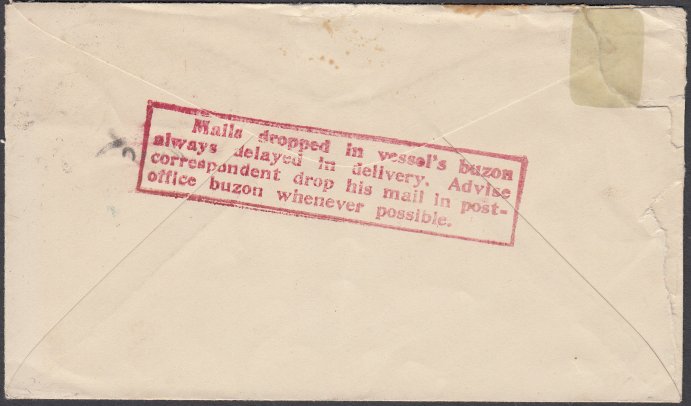 Mails dropped in vessel's buzon
always delayed in delivery. Advise
correspondent drop his mail in post-
office buzon whenever possible.